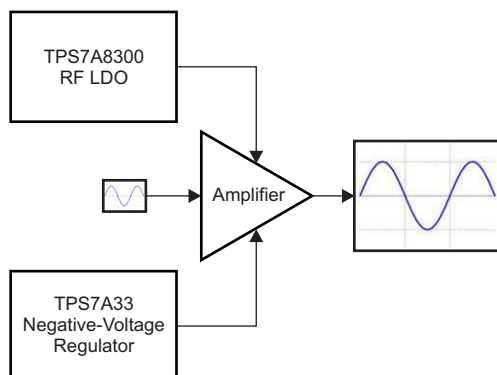 TPS7A8300
RF LDO
Amplifier
TPS7A33
Negative-Voltage
Regulator